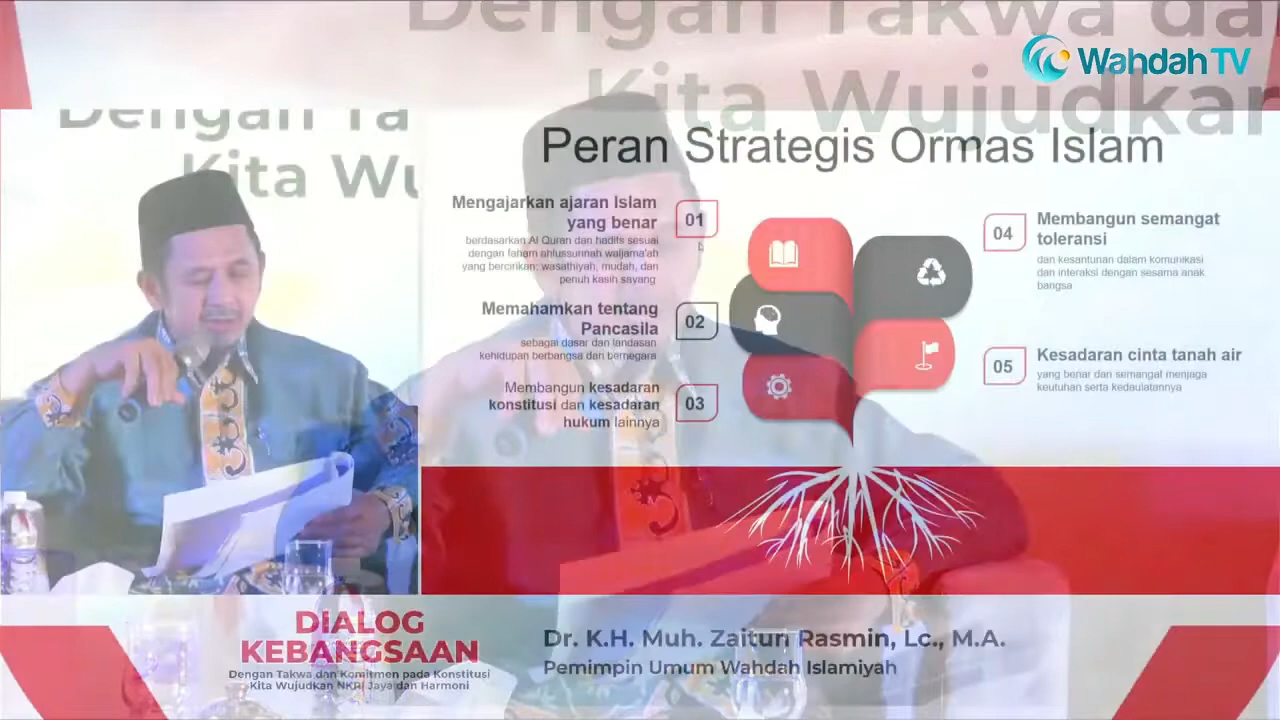 Dengan Takwa da
Kita Wujudkan
WahdahTV
Dengan Ta
Kita Wu
Peran Strategis Ormas Islam
Mengajarkan ajaran Islam
yang benar
berdasarkan Al Quran dan hadits sesuai
dengan faham ahlussunnah waljama'ah
yang bercirikan; wasathiyah, mudah, dan
penuh kasih sayang
01
Memahamkan tentang
Pancasila
sebagai dasar dan landasan
kehidupan berbangsa dan bernegara
02
Membangun kesadaran
konstitusi dan kesadaran
hukum lainnya
03
04
Membangun semangat
toleransi
dan kesantunan dalam komunikasi
dan interaksi dengan sesama anak
bangsa
05
Kesadaran cinta tanah air
yang benar dan semangat menjaga
keutuhan serta kedaulatannya
DIALOG
KEBANGSAAN
Dengan Takwa dan Komitmen pada Konstitusi
Kita Wujudkan NKRI Jaya dan Harmoni
Dr. K.H. Muh. Zaitun Rasmin, Lc., M.A.
Pemimpin Umum Wahdah Islamiyah